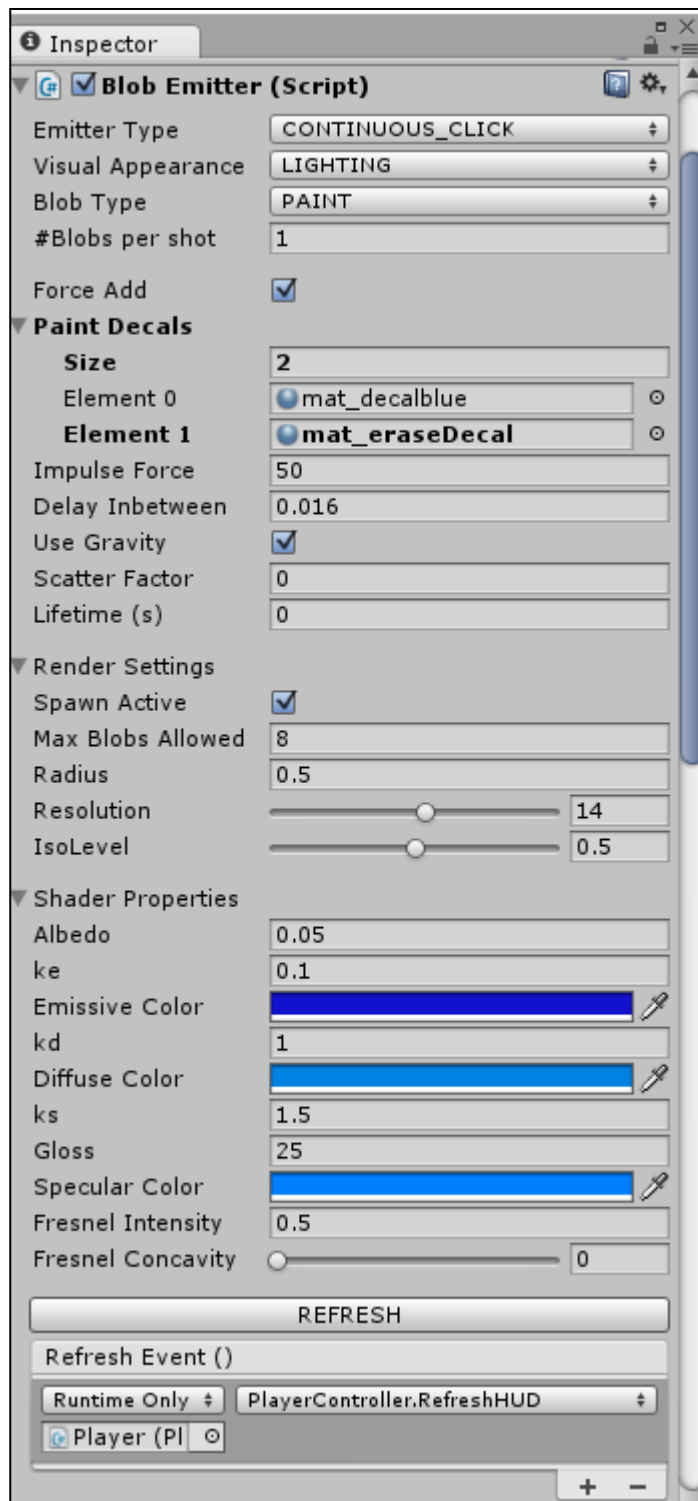 Inspector
Blob Emitter (Script)
Emitter Type CONTINUOUS_CLICK
Visual Appearance LIGHTING
Blob Type PAINT
#Blobs per shot 1
Force Add
Paint Decals
Size 2
Element 0 mat_decalblue
Element 1 mat_eraseDecal
Impulse Force 50
Delay Inbetween 0.016
Use Gravity
Scatter Factor 0
Lifetime (s) 0
Render Settings
Spawn Active
Max Blobs Allowed 8
Radius 0.5
Resolution 14
IsoLevel 0.5
Shader Properties
Albedo 0.05
ke 0.1
Emissive Color
kd 1
Diffuse Color
ks 1.5
Gloss 25
Specular Color
Fresnel Intensity 0.5
Fresnel Concavity 0
REFRESH
Refresh Event ()
Runtime Only PlayerController.RefreshHUD
Player (Pl